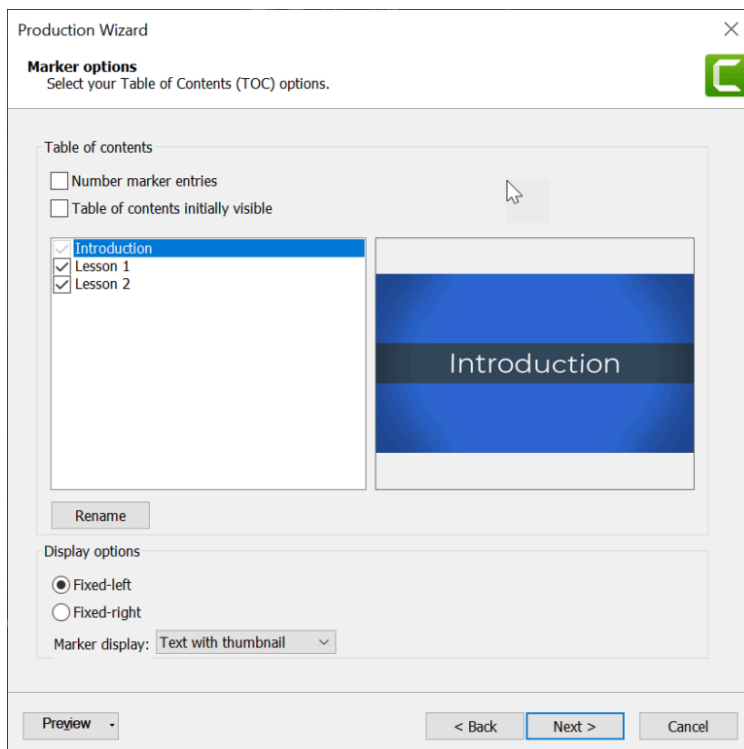 Production Wizard
Marker options
Select your Table of Contents (TOC) options.
Table of contents
Number marker entries
Table of contents initially visible
Introduction
Lesson 1
Lesson 2
Introduction
Rename
Display options
Fixed-left
Fixed-right
Marker display: Text with thumbnail
Preview < Back Next > Cancel